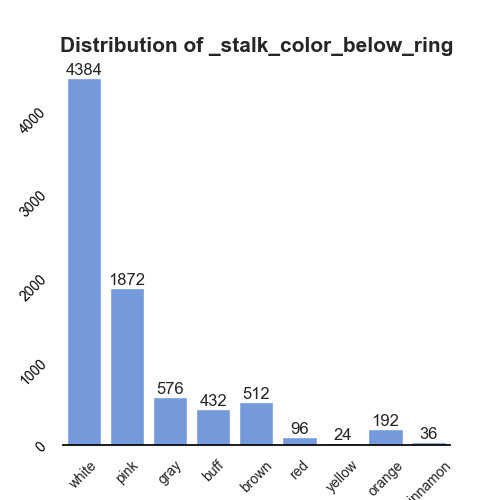 Distribution of _stalk_color_below_ring
4384
1872
576
432
512
96
24
192
36
4000
3000
2000
1000
0
white
pink
gray
buff
brown
red
yellow
orange
innamon